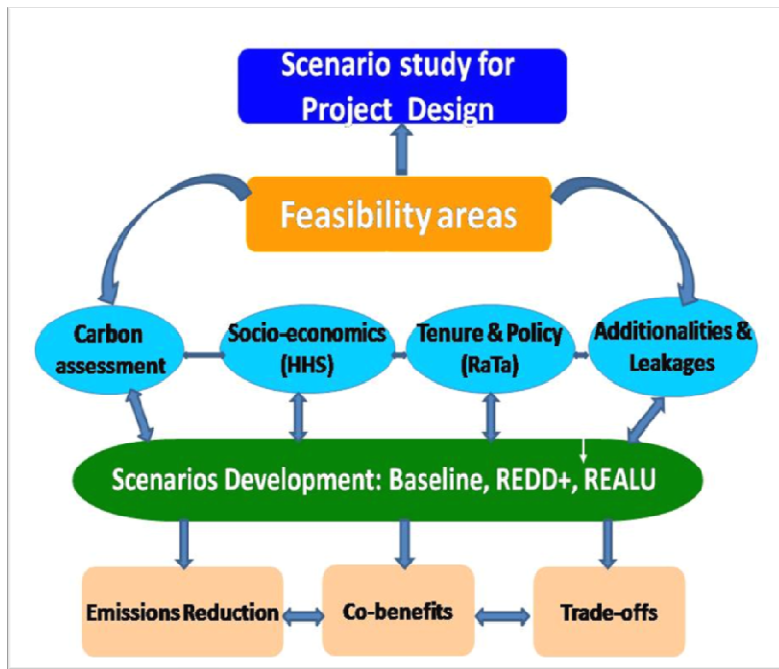 Scenario study for
Project Design
Feasibility areas
Carbon
assessment
Socio-economics
(HHS)
Tenure & Policy
(RaTa)
Additionalities &
Leakages
Scenarios Development: Baseline, REDD+, REALU
Emissions Reduction
Co-benefits
Trade-offs